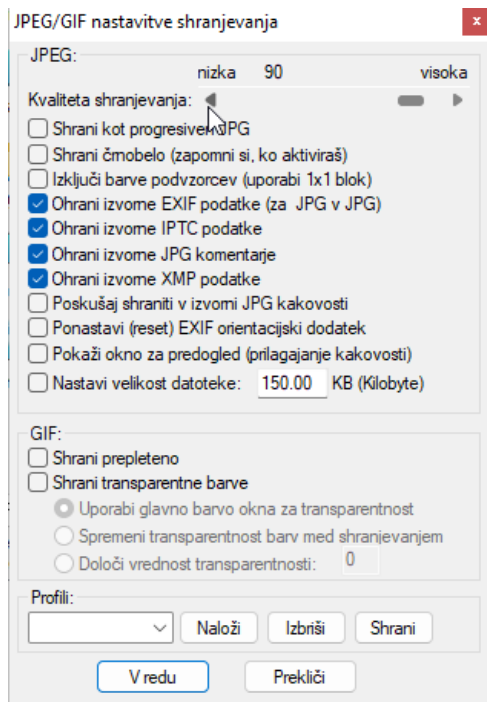 JPEG/GIF nastavitve shranjevanja
JPEG:
nizka 90 visoka
Kvaliteta shranjevanja:
Shrani kot progresiven JPG
Shrani črnobelo (zapomni si, ko aktiviraš)
Izključi barve podvzorcev (uporabi 1x1 blok)
Ohrani izvorne EXIF podatke (za JPG v JPG)
Ohrani izvorne IPTC podatke
Ohrani izvorne JPG komentarje
Ohrani izvorne XMP podatke
Poskušaj shraniti v izvorni JPG kakovosti
Ponastavi (reset) EXIF orientacijski dodatek
Pokaži okno za predogled (prilagajanje kakovosti)
Nastavi velikost datoteke: 150.00 KB (Kilobyte)
GIF:
Shrani prepleteno
Shrani transparentne barve
Uporabi glavno barvo okna za transparentnost
Spremeni transparentnost barv med shranjevanjem
Določi vrednost transparentnosti: 0
Profili:
Naloži Izbriši Shrani
V redu Prekliči